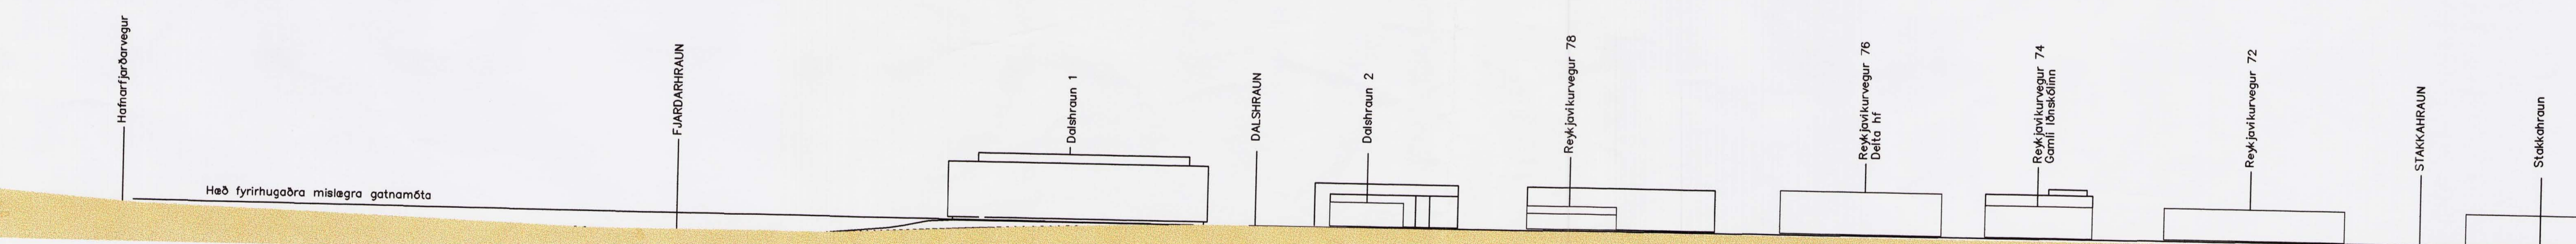 Hafnarfjarðarvegur
Hæð fyrirhugaðra mislægra gatnamóta
FJARDARHRAUN
Dalshraun 1
DALSHRAUN
Dalshraun 2
Reykjavikurvegur 78
Reykjavikurvegur 76
Delta hf
Reykjavikurvegur 74
Gamli Iðnskólinn
Reykjavikurvegur 72
STAKKAHRAUN
Stakkahraun